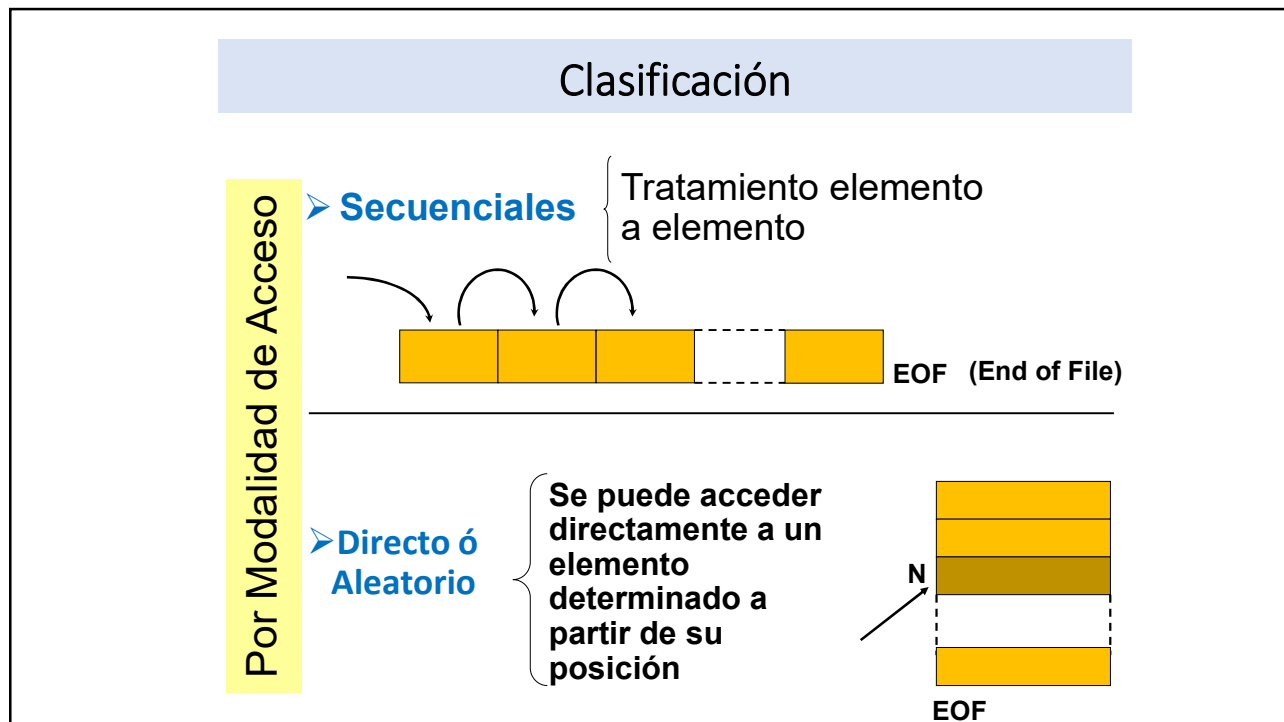 Clasificación
Por Modalidad de Acceso
➢ Secuenciales
Tratamiento elemento
a elemento
EOF (End of File)
➢Directo ó
Aleatorio
Se puede acceder
directamente a un
elemento
determinado a
partir de su
posición
N
EOF